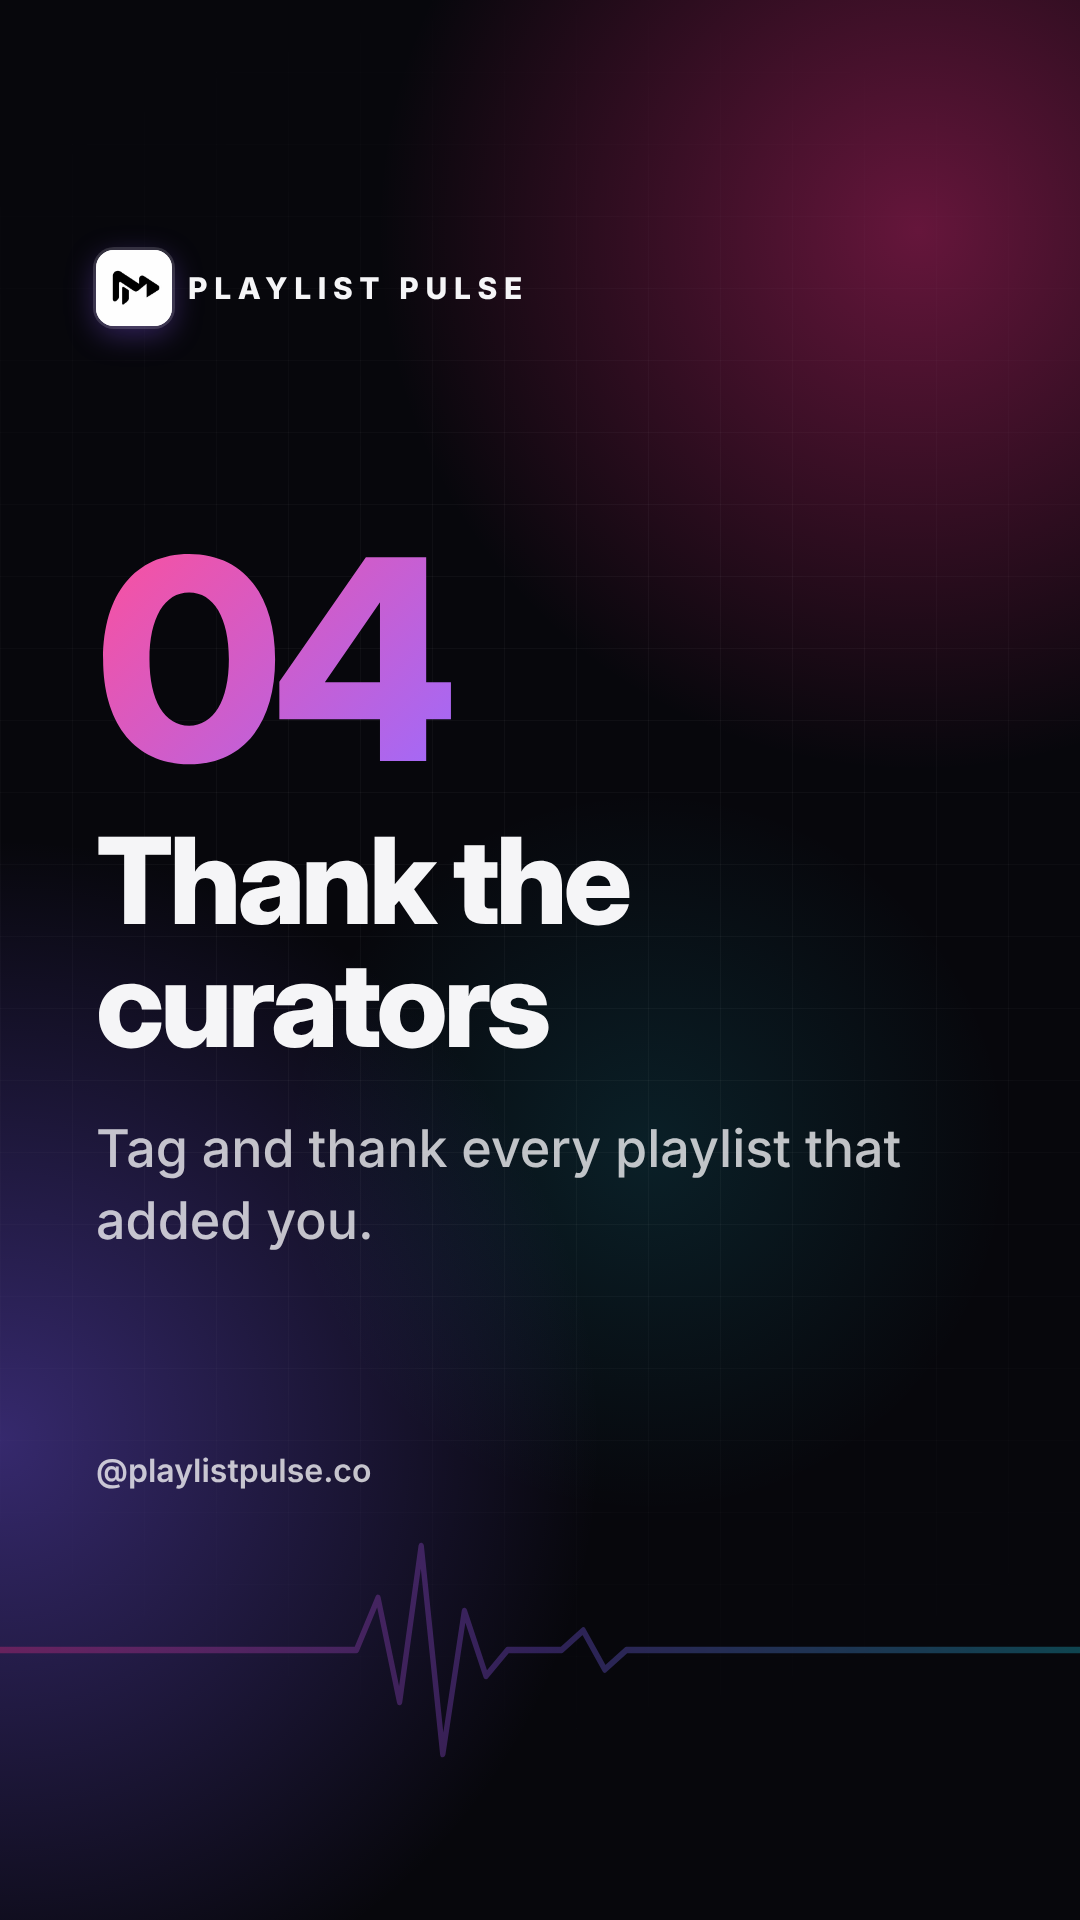 PLAYLIST PULSE
04
Thank the
curators
Tag and thank every playlist that
added you.
@playlistpulse.co